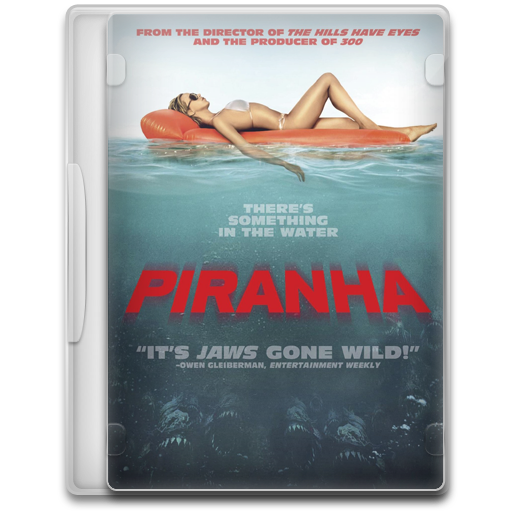 FROM THE DIRECTOR OF THE HILLS HAVE EYES
AND THE PRODUCER OF 300
THERE'S
SOMETHING
IN THE WATER
PIRANHA
"IT'S JAWS GONE WILD!"
-OWEN GLEIBERMAN, ENTERTAINMENT WEEKLY